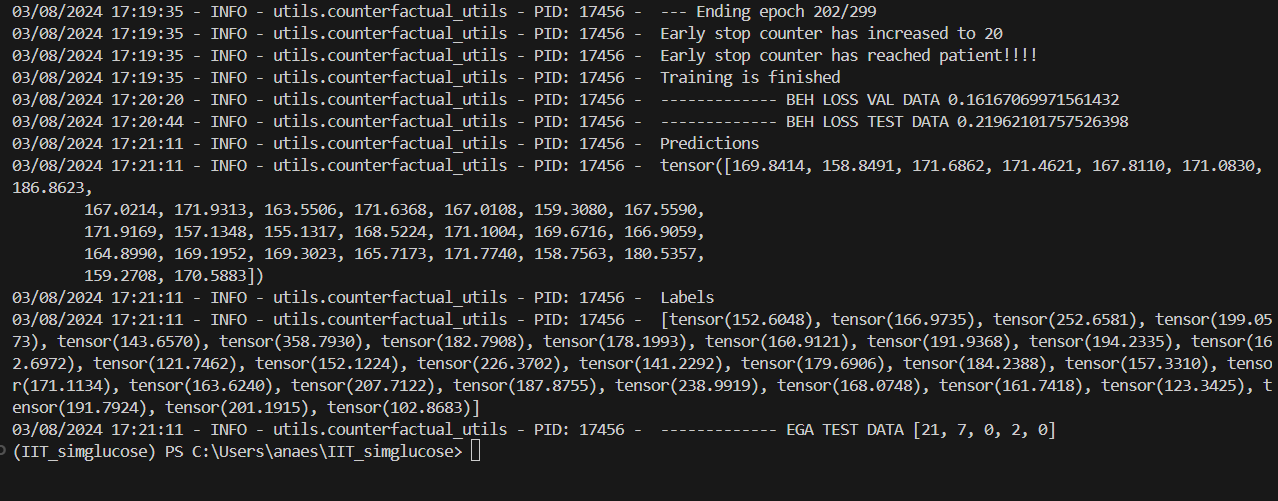 03/08/2024 17:19:35 - INFO - utils.counterfactual_utils - PID: 17456 -  --- Ending epoch 202/299
03/08/2024 17:19:35 - INFO - utils.counterfactual_utils - PID: 17456 -  Early stop counter has increased to 20
03/08/2024 17:19:35 - INFO - utils.counterfactual_utils - PID: 17456 -  Early stop counter has reached patient!!!!
03/08/2024 17:19:35 - INFO - utils.counterfactual_utils - PID: 17456 -  Training is finished
03/08/2024 17:20:20 - INFO - utils.counterfactual_utils - PID: 17456 -  ------------- BEH LOSS VAL DATA 0.16167069971561432
03/08/2024 17:20:44 - INFO - utils.counterfactual_utils - PID: 17456 -  ------------- BEH LOSS TEST DATA 0.21962101757526398
03/08/2024 17:21:11 - INFO - utils.counterfactual_utils - PID: 17456 -  Predictions
03/08/2024 17:21:11 - INFO - utils.counterfactual_utils - PID: 17456 -  tensor([169.8414, 158.8491, 171.6862, 171.4621, 167.8110, 171.0830,
186.8623,
167.0214, 171.9313, 163.5506, 171.6368, 167.0108, 159.3080, 167.5590,
171.9169, 157.1348, 155.1317, 168.5224, 171.1004, 169.6716, 166.9059,
164.8990, 169.1952, 169.3023, 165.7173, 171.7740, 158.7563, 180.5357,
159.2708, 170.5883])
03/08/2024 17:21:11 - INFO - utils.counterfactual_utils - PID: 17456 -  Labels
03/08/2024 17:21:11 - INFO - utils.counterfactual_utils - PID: 17456 -  [tensor(152.6048), tensor(166.9735), tensor(252.6581), tensor(199.05
73), tensor(143.6570), tensor(358.7930), tensor(182.7908), tensor(178.1993), tensor(160.9121), tensor(191.9368), tensor(194.2335), tensor(16
2.6972), tensor(121.7462), tensor(152.1224), tensor(226.3702), tensor(141.2292), tensor(179.6906), tensor(184.2388), tensor(157.3310), tenso
r(171.1134), tensor(163.6240), tensor(207.7122), tensor(187.8755), tensor(238.9919), tensor(168.0748), tensor(161.7418), tensor(123.3425), t
ensor(191.7924), tensor(201.1915), tensor(102.8683)]
03/08/2024 17:21:11 - INFO - utils.counterfactual_utils - PID: 17456 -  ------------- EGA TEST DATA [21, 7, 0, 2, 0]
(IIT_simglucose) PS C:\Users\anaes\IIT_simglucose>